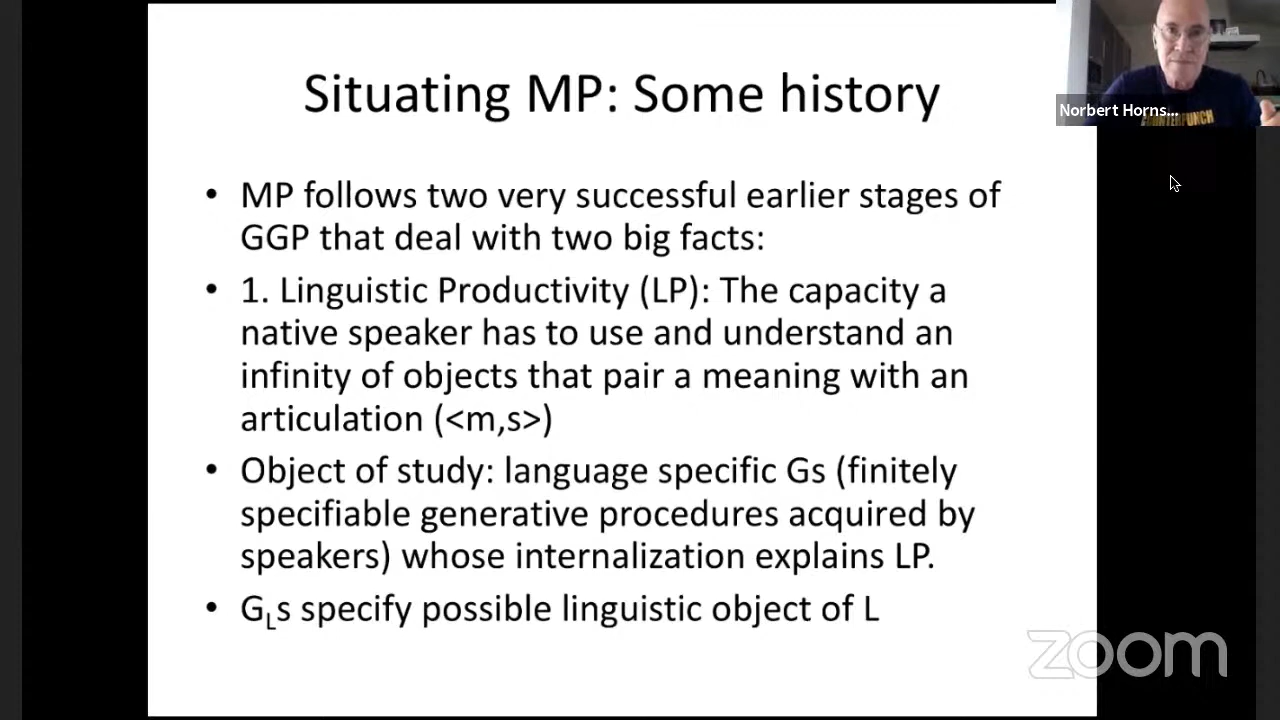 Situating MP: Some history
• MP follows two very successful earlier stages of
GGP that deal with two big facts:
• 1. Linguistic Productivity (LP): The capacity a
native speaker has to use and understand an
infinity of objects that pair a meaning with an
articulation (<m,s>)
• Object of study: language specific Gs (finitely
specifiable generative procedures acquired by
speakers) whose internalization explains LP.
• GLs specify possible linguistic object of L
Norbert Horns...
zoom